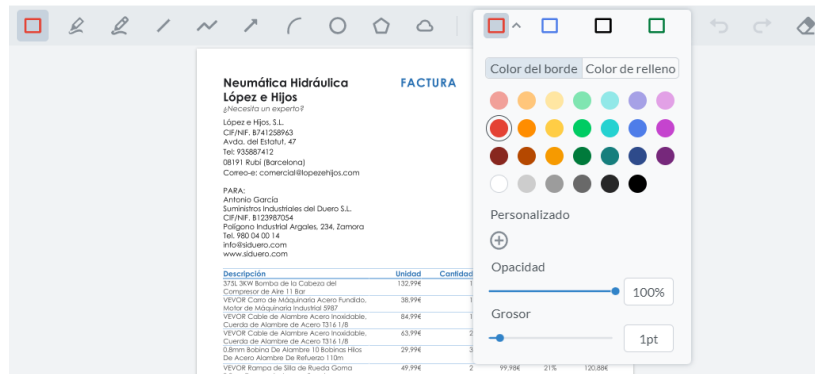 Neumática Hidráulica
López e Hijos
FACTURA
¿Necesita un experto?
López e Hijos, S.L.
CIF/NIF. B741258963
Avda. del Estatut, 47
Tel: 935887412
08191 Rubí (Barcelona)
Correo-e: comercial@lopezehijos.com
PARA:
Antonio García
Suministros Industriales del Duero S.L.
CIF/NIF. B123987054
Polígono Industrial Argales, 234, Zamora
Tel. 980 04 00 14
info@siduero.com
www.siduero.com
Descripción Unidad Cantidad
375L 3KW Bomba de la Cabeza del 132,99€ 1
Compresor de Aire 11 Bar
VEVOR Carro de Máquinaria Acero Fundido, 38,99€ 1
Motor de Máquinaria Industrial 5987
VEVOR Cable de Alambre Acero Inoxidable, 84,99€ 1
Cuerda de Alambre de Acero T316 1/8
VEVOR Cable de Alambre Acero Inoxidable, 63,99€ 2
Cuerda de Alambre de Acero T316 1/8
0.8mm Bobina De Alambre 10 Bobinas Hilos 29,99€ 3
De Acero Alambre De Refuerzo 110m
VEVOR Rampa de Silla de Rueda Goma 49,99€ 2 99,98€ 21% 120,88€
Color del borde Color de relleno
Personalizado
Opacidad
100%
Grosor
1pt